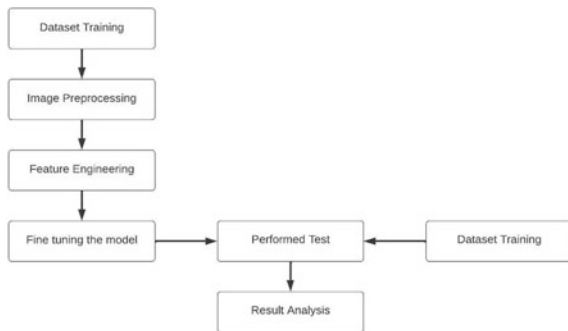 Dataset Training
Image Preprocessing
Feature Engineering
Fine tuning the model
Performed Test
Dataset Training
Result Analysis